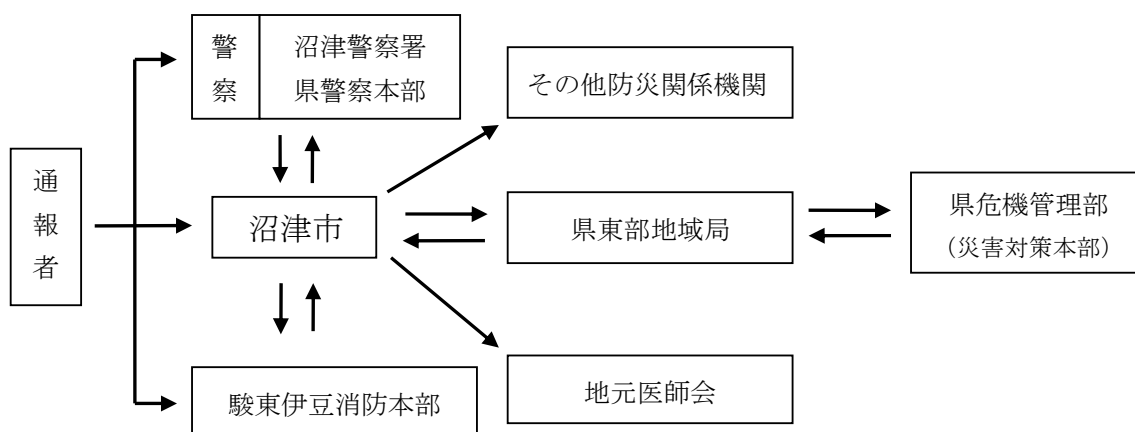 通報者
警察
沼津警察署
県警察本部
その他防災関係機関
沼津市
県東部地域局
県危機管理部
（災害対策本部）
駿東伊豆消防本部
地元医師会